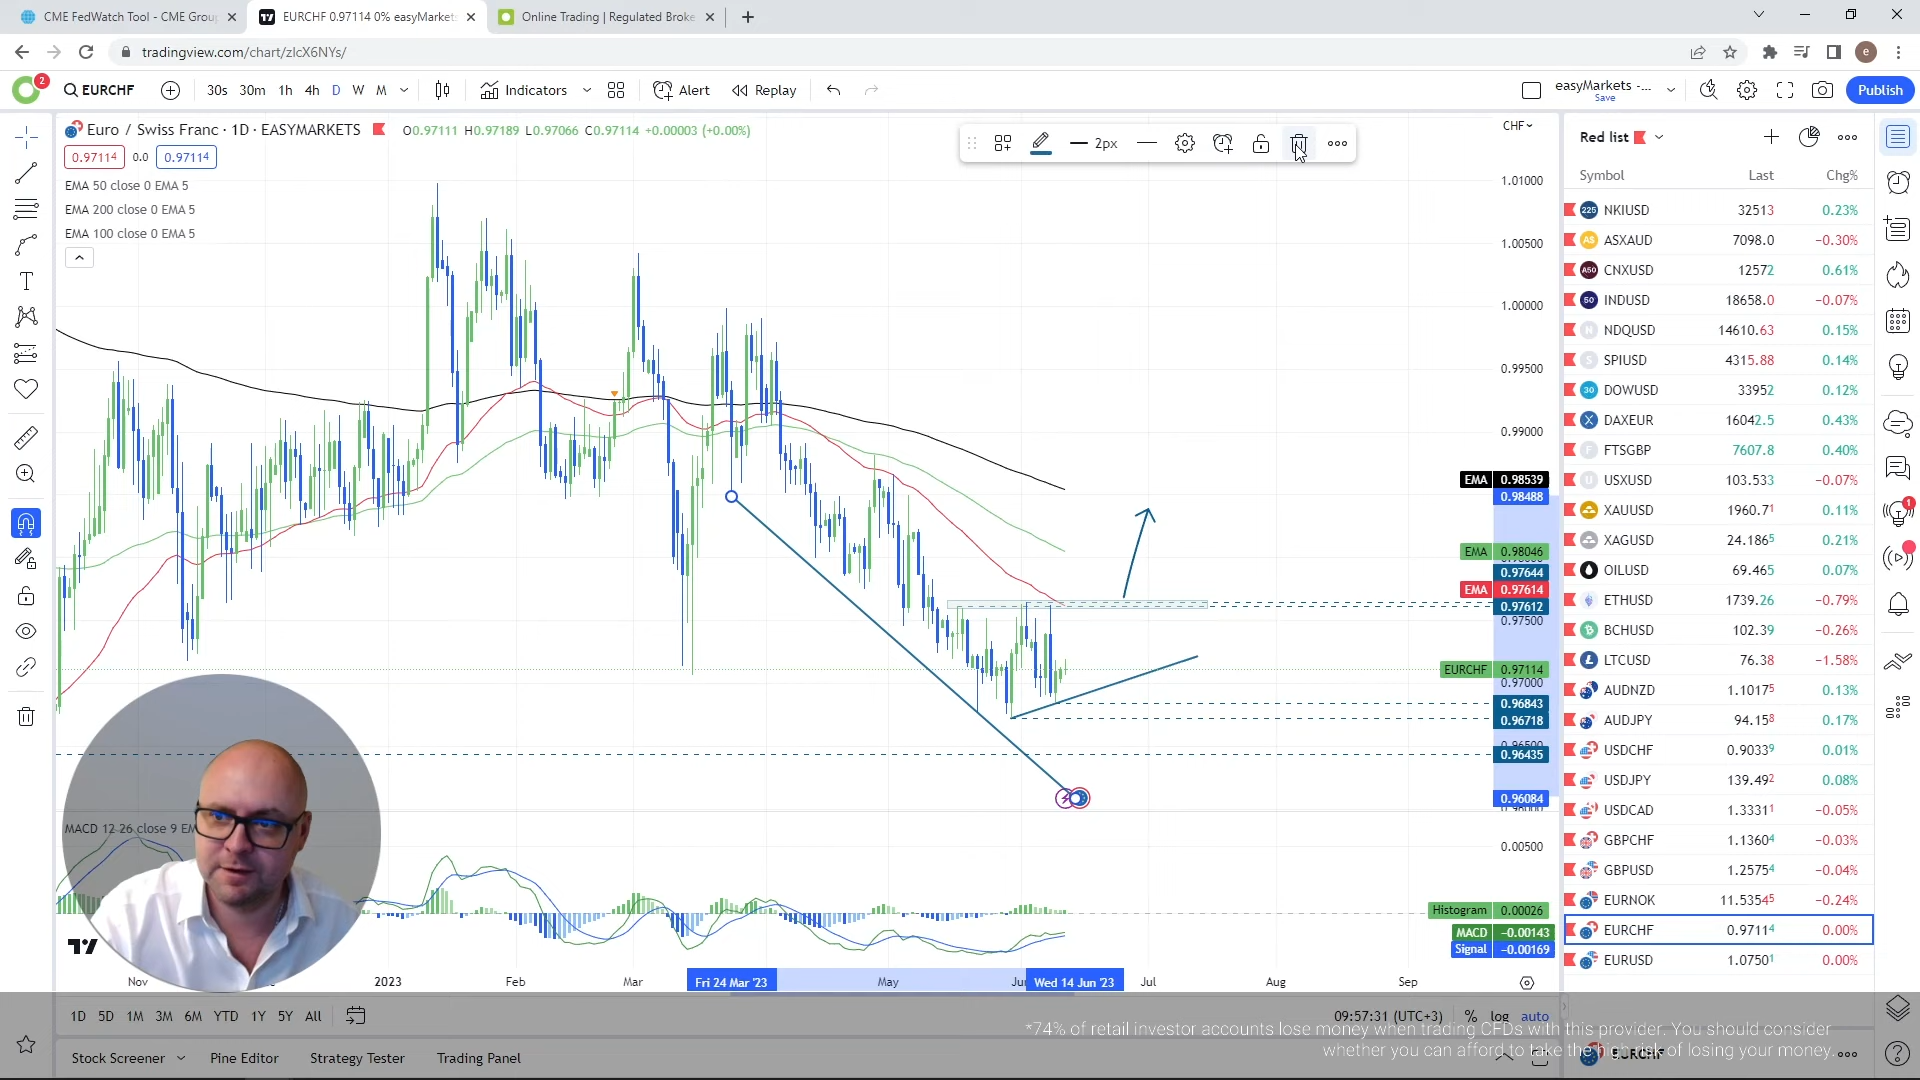 CME FedWatch Tool - CME Grou
EURCHF 0.97114 0% easyMarkets
Online Trading | Regulated Broke
tradingview.com/chart/zlcX6NYs/
e
2
EURCHF
30s 30m 1h 4h D W M
Indicators
Alert
Replay
easyMarkets -...
Save
Publish
Euro / Swiss Franc · 1D · EASYMARKETS
O0.97111 H0.97189 L0.97066 C0.97114 +0.00003 (+0.00%)
0.97114 0.0 0.97114
EMA 50 close 0 EMA 5
EMA 200 close 0 EMA 5
EMA 100 close 0 EMA 5
2px
CHF
1.01000
1.00500
1.00000
0.99500
0.99000
EMA 0.98539
0.98488
EMA 0.98046
0.97644
EMA 0.97614
0.97612
0.97500
EURCHF 0.97114
0.97000
0.96843
0.96718
0.96435
0.96084
MACD 12 26 close 9 EM
0.00500
Histogram 0.00026
MACD −0.00143
Signal −0.00169
Nov
2023
Feb
Mar
Fri 24 Mar '23
May
Wed 14 Jun '23
Jul
Aug
Sep
Red list
Symbol Last Chg%
NKIUSD 32513 0.23%
ASXAUD 7098.0 −0.30%
CNXUSD 12572 0.61%
INDUSD 18658.0 −0.07%
NDQUSD 14610.63 0.15%
SPIUSD 4315.88 0.14%
DOWUSD 33952 0.12%
DAXEUR 16042.5 0.43%
FTSGBP 7607.8 0.40%
USXUSD 103.533 −0.07%
XAUUSD 1960.71 0.11%
XAGUSD 24.1865 0.21%
OILUSD 69.465 0.07%
ETHUSD 1739.26 −0.79%
BCHUSD 102.39 −0.26%
LTCUSD 76.38 −1.58%
AUDNZD 1.10175 0.13%
AUDJPY 94.158 0.17%
USDCHF 0.90339 0.01%
USDJPY 139.492 0.08%
USDCAD 1.33311 −0.05%
GBPCHF 1.13604 −0.03%
GBPUSD 1.25754 −0.04%
EURNOK 11.53545 −0.24%
EURCHF 0.97114 0.00%
EURUSD 1.07501 0.00%
1D 5D 1M 3M 6M YTD 1Y 5Y All
09:57:31 (UTC+3) % log auto
*74% of retail investor accounts lose money when trading CFDs with this provider. You should consider
whether you can afford to take the high risk of losing your money.
Stock Screener Pine Editor Strategy Tester Trading Panel
EURCHF